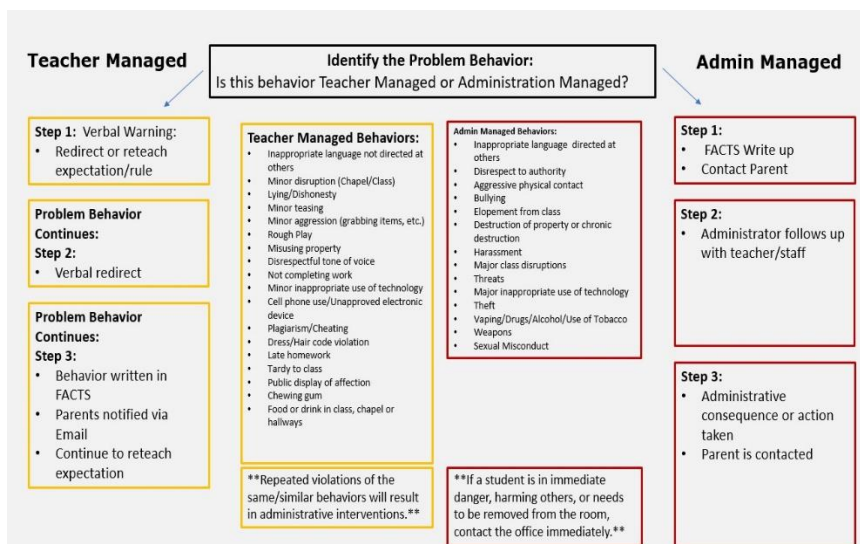 Teacher Managed
Identify the Problem Behavior:
Is this behavior Teacher Managed or Administration Managed?
Admin Managed
Step 1: Verbal Warning:
• Redirect or reteach
expectation/rule
Problem Behavior
Continues:
Step 2:
• Verbal redirect
Problem Behavior
Continues:
Step 3:
• Behavior written in
FACTS
• Parents notified via
Email
• Continue to reteach
expectation
Teacher Managed Behaviors:
• Inappropriate language not directed at
others
• Minor disruption (Chapel/Class)
• Lying/Dishonesty
• Minor teasing
• Minor aggression (grabbing items, etc.)
• Rough Play
• Misusing property
• Disrespectful tone of voice
• Not completing work
• Minor inappropriate use of technology
• Cell phone use/Unapproved electronic
device
• Plagiarism/Cheating
• Dress/Hair code violation
• Late homework
• Tardy to class
• Public display of affection
• Chewing gum
• Food or drink in class, chapel or
hallways
**Repeated violations of the
same/similar behaviors will result
in administrative interventions.**
Admin Managed Behaviors:
• Inappropriate language directed at
others
• Disrespect to authority
• Aggressive physical contact
• Bullying
• Elopement from class
• Destruction of property or chronic
destruction
• Harassment
• Major class disruptions
• Threats
• Major inappropriate use of technology
• Theft
• Vaping/Drugs/Alcohol/Use of Tobacco
• Weapons
• Sexual Misconduct
**If a student is in immediate
danger, harming others, or needs
to be removed from the room,
contact the office immediately.**
Step 1:
• FACTS Write up
• Contact Parent
Step 2:
• Administrator follows up
with teacher/staff
Step 3:
• Administrative
consequence or action
taken
• Parent is contacted